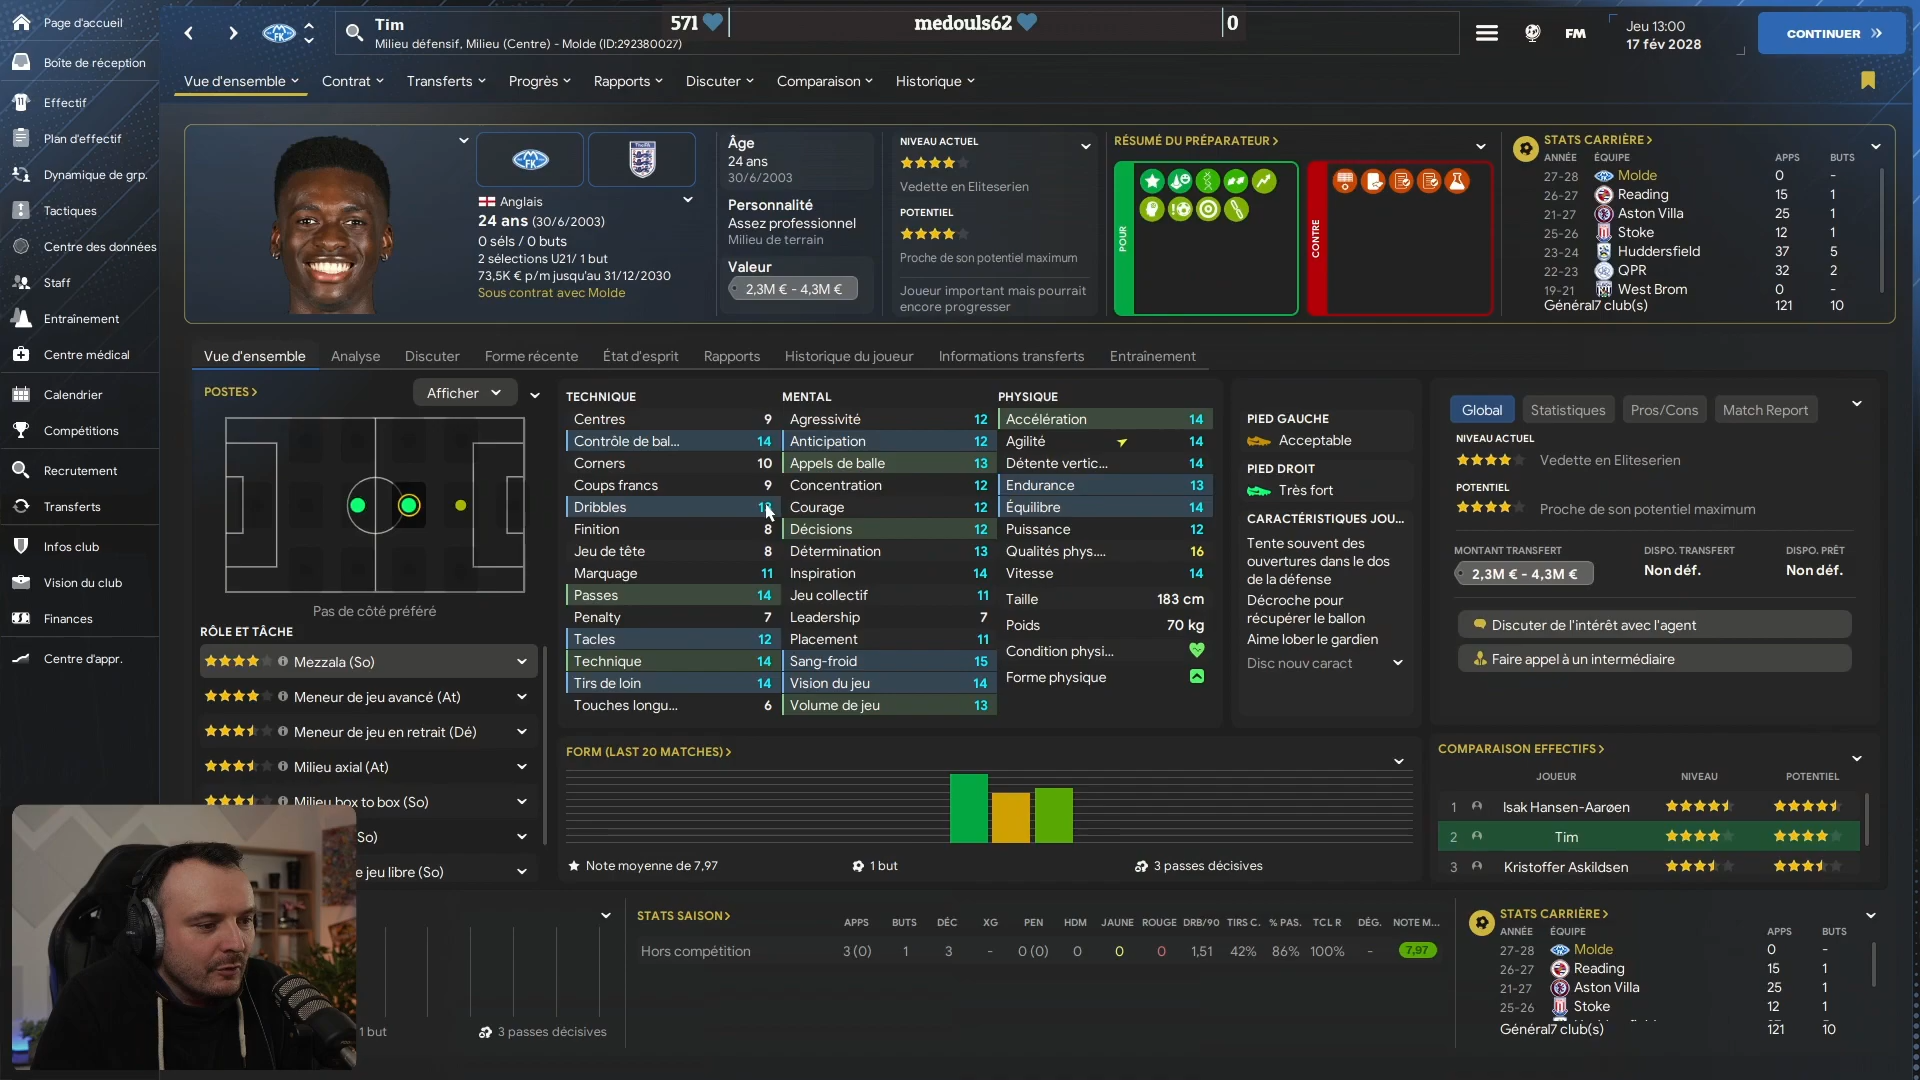 Page d'accueil
Boîte de réception
Effectif
Plan d'effectif
Dynamique de grp.
Tactiques
Centre des données
Staff
Entraînement
Centre médical
Calendrier
Compétitions
Recrutement
Transferts
Infos club
Vision du club
Finances
Centre d'appr.
Tim
Milieu défensif, Milieu (Centre) - Molde (ID:292380027)
571
medouls62
0
FM
Jeu 13:00
17 fév 2028
CONTINUER
Vue d'ensemble Contrat Transferts Progrès Rapports Discuter Comparaison Historique
Anglais
24 ans (30/6/2003)
0 séls / 0 buts
2 sélections U21/ 1 but
73,5K € p/m jusqu'au 31/12/2030
Sous contrat avec Molde
Âge
24 ans
30/6/2003
Personnalité
Assez professionnel
Milieu de terrain
Valeur
2,3M € - 4,3M €
NIVEAU ACTUEL
Vedette en Eliteserien
POTENTIEL
Proche de son potentiel maximum
Joueur important mais pourrait
encore progresser
RÉSUMÉ DU PRÉPARATEUR >
POUR
CONTRE
STATS CARRIÈRE >
ANNÉE ÉQUIPE APPS BUTS
27-28 Molde 0 -
26-27 Reading 15 1
21-27 Aston Villa 25 1
25-26 Stoke 12 1
23-24 Huddersfield 37 5
22-23 QPR 32 2
19-21 West Brom 0 -
Général7 club(s) 121 10
Vue d'ensemble Analyse Discuter Forme récente État d'esprit Rapports Historique du joueur Informations transferts Entraînement
POSTES >
Afficher
Pas de côté préféré
RÔLE ET TÂCHE
Mezzala (So)
Meneur de jeu avancé (At)
Meneur de jeu en retrait (Dé)
Milieu axial (At)
Milieu box to box (So)
So)
e jeu libre (So)
TECHNIQUE
Centres 9
Contrôle de bal... 14
Corners 10
Coups francs 9
Dribbles
Finition 8
Jeu de tête 8
Marquage 11
Passes 14
Penalty 7
Tacles 12
Technique 14
Tirs de loin 14
Touches longu... 6
MENTAL
Agressivité 12
Anticipation 12
Appels de balle 13
Concentration 12
Courage 12
Décisions 12
Détermination 13
Inspiration 14
Jeu collectif 11
Leadership 7
Placement 11
Sang-froid 15
Vision du jeu 14
Volume de jeu 13
PHYSIQUE
Accélération 14
Agilité 14
Détente vertic... 14
Endurance 13
Équilibre 14
Puissance 12
Qualités phys.... 16
Vitesse 14
Taille 183 cm
Poids 70 kg
Condition physi...
Forme physique
PIED GAUCHE
Acceptable
PIED DROIT
Très fort
CARACTÉRISTIQUES JOU...
Tente souvent des
ouvertures dans le dos
de la défense
Décroche pour
récupérer le ballon
Aime lober le gardien
Disc nouv caract
Global Statistiques Pros/Cons Match Report
NIVEAU ACTUEL
Vedette en Eliteserien
POTENTIEL
Proche de son potentiel maximum
MONTANT TRANSFERT DISPO. TRANSFERT DISPO. PRÊT
2,3M € - 4,3M € Non déf. Non déf.
Discuter de l'intérêt avec l'agent
Faire appel à un intermédiaire
FORM (LAST 20 MATCHES) >
Note moyenne de 7,97 1 but 3 passes décisives
COMPARAISON EFFECTIFS >
JOUEUR NIVEAU POTENTIEL
1 Isak Hansen-Aarøen
2 Tim
3 Kristoffer Askildsen
1 but 3 passes décisives
STATS SAISON >
APPS BUTS DÉC XG PEN HDM JAUNE ROUGE DRB/90 TIRS C. % PAS. TCL R DÉG. NOTE M...
Hors compétition 3 (0) 1 3 - 0 (0) 0 0 0 1,51 42% 86% 100% - 7,97
STATS CARRIÈRE >
ANNÉE ÉQUIPE APPS BUTS
27-28 Molde 0 -
26-27 Reading 15 1
21-27 Aston Villa 25 1
25-26 Stoke 12 1
Général7 club(s) 121 10